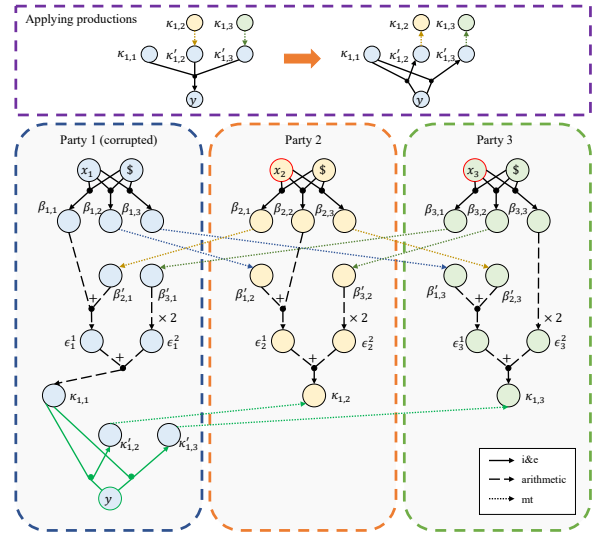 Applying productions
κ1,2 κ1,3 κ1,2 κ1,3
κ1,1 κ′1,2 κ′1,3 κ1,1 κ′1,2 κ′1,3
y y
Party 1 (corrupted) Party 2 Party 3
x1 $ x2 $ x3 $
β1,1 β1,2 β1,3 β2,1 β2,2 β2,3 β3,1 β3,2 β3,3
β′2,1 β′3,1 β′1,2 β′3,2 β′1,3 β′2,3
+ × 2 + × 2 + × 2
ϵ¹1 ϵ²1 ϵ¹2 ϵ²2 ϵ¹3 ϵ²3
+ + +
κ1,1 κ1,2 κ1,3
κ′1,2 κ′1,3
y
i&e
arithmetic
mt